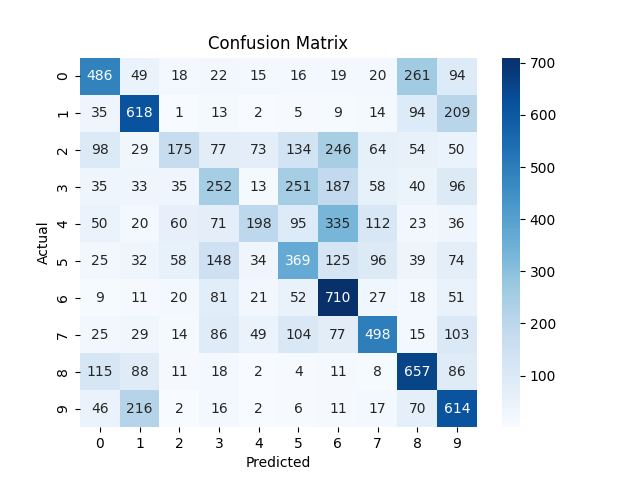 Confusion Matrix
0 486 49 18 22 15 16 19 20 261 94
1 35 618 1 13 2 5 9 14 94 209
2 98 29 175 77 73 134 246 64 54 50
3 35 33 35 252 13 251 187 58 40 96
4 50 20 60 71 198 95 335 112 23 36
5 25 32 58 148 34 369 125 96 39 74
6 9 11 20 81 21 52 710 27 18 51
7 25 29 14 86 49 104 77 498 15 103
8 115 88 11 18 2 4 11 8 657 86
9 46 216 2 16 2 6 11 17 70 614
0 1 2 3 4 5 6 7 8 9
Predicted
Actual
700
600
500
400
300
200
100